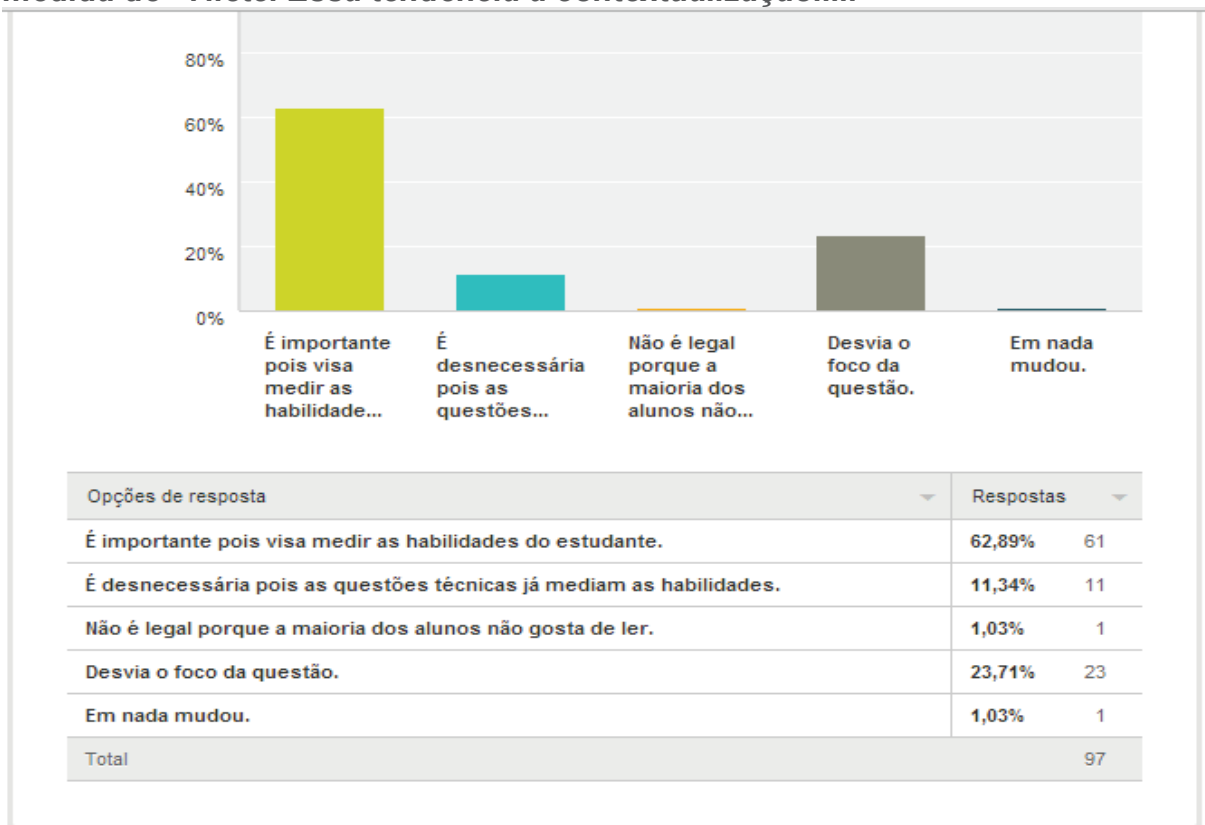 80%
60%
40%
20%
0%
É importante
pois visa
medir as
habilidade...
É
desnecessária
pois as
questões...
Não é legal
porque a
maioria dos
alunos não...
Desvia o
foco da
questão.
Em nada
mudou.
Opções de resposta Respostas
É importante pois visa medir as habilidades do estudante. 62,89% 61
É desnecessária pois as questões técnicas já mediam as habilidades. 11,34% 11
Não é legal porque a maioria dos alunos não gosta de ler. 1,03% 1
Desvia o foco da questão. 23,71% 23
Em nada mudou. 1,03% 1
Total 97